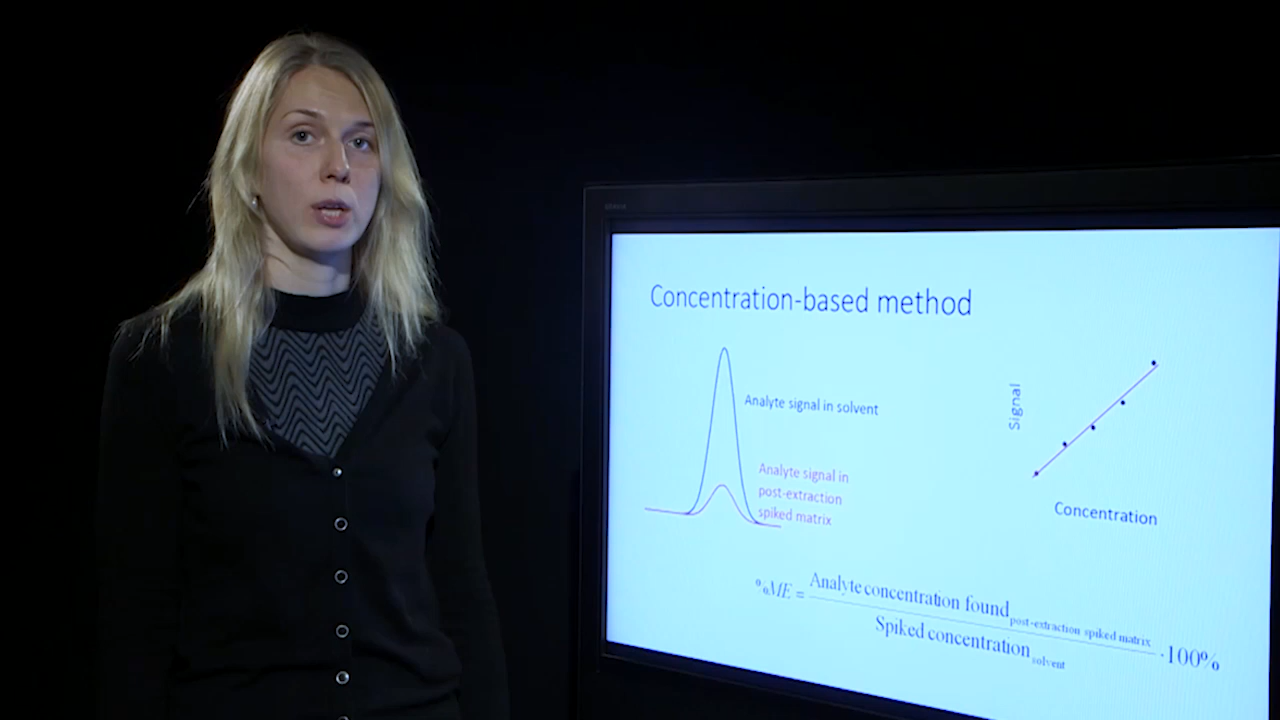 Concentration-based method
Analyte signal in solvent
Analyte signal in
post-extraction
spiked matrix
Signal
Concentration
%ME = Analyte concentration found post-extraction spiked matrix
Spiked concentration solvent
·100%